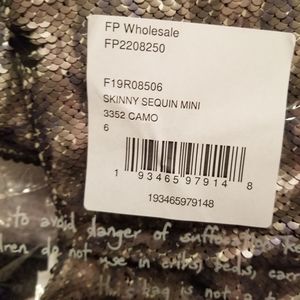 FP Wholesale
FP2208250
F19R08506
SKINNY SEQUIN MINI
3352 CAMO
6
1 93465 97914 8
193465979148
to avoid danger of
do not use in cribs, beds,
this bag is not a